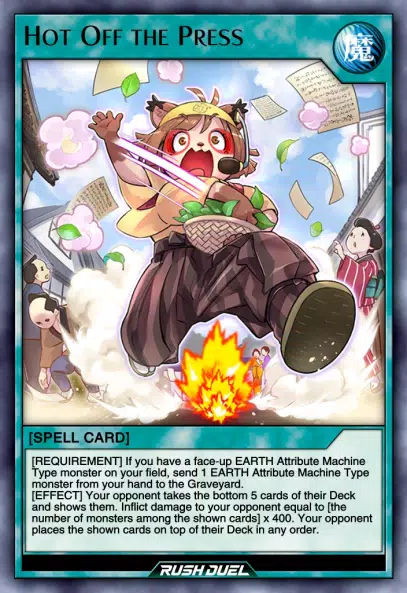 Hot Off the Press
魔
[SPELL CARD]
[REQUIREMENT] If you have a face-up EARTH Attribute Machine
Type monster on your field, send 1 EARTH Attribute Machine Type
monster from your hand to the Graveyard.
[EFFECT] Your opponent takes the bottom 5 cards of their Deck
and shows them. Inflict damage to your opponent equal to [the
number of monsters among the shown cards] x 400. Your opponent
places the shown cards on top of their Deck in any order.
RUSH DUEL